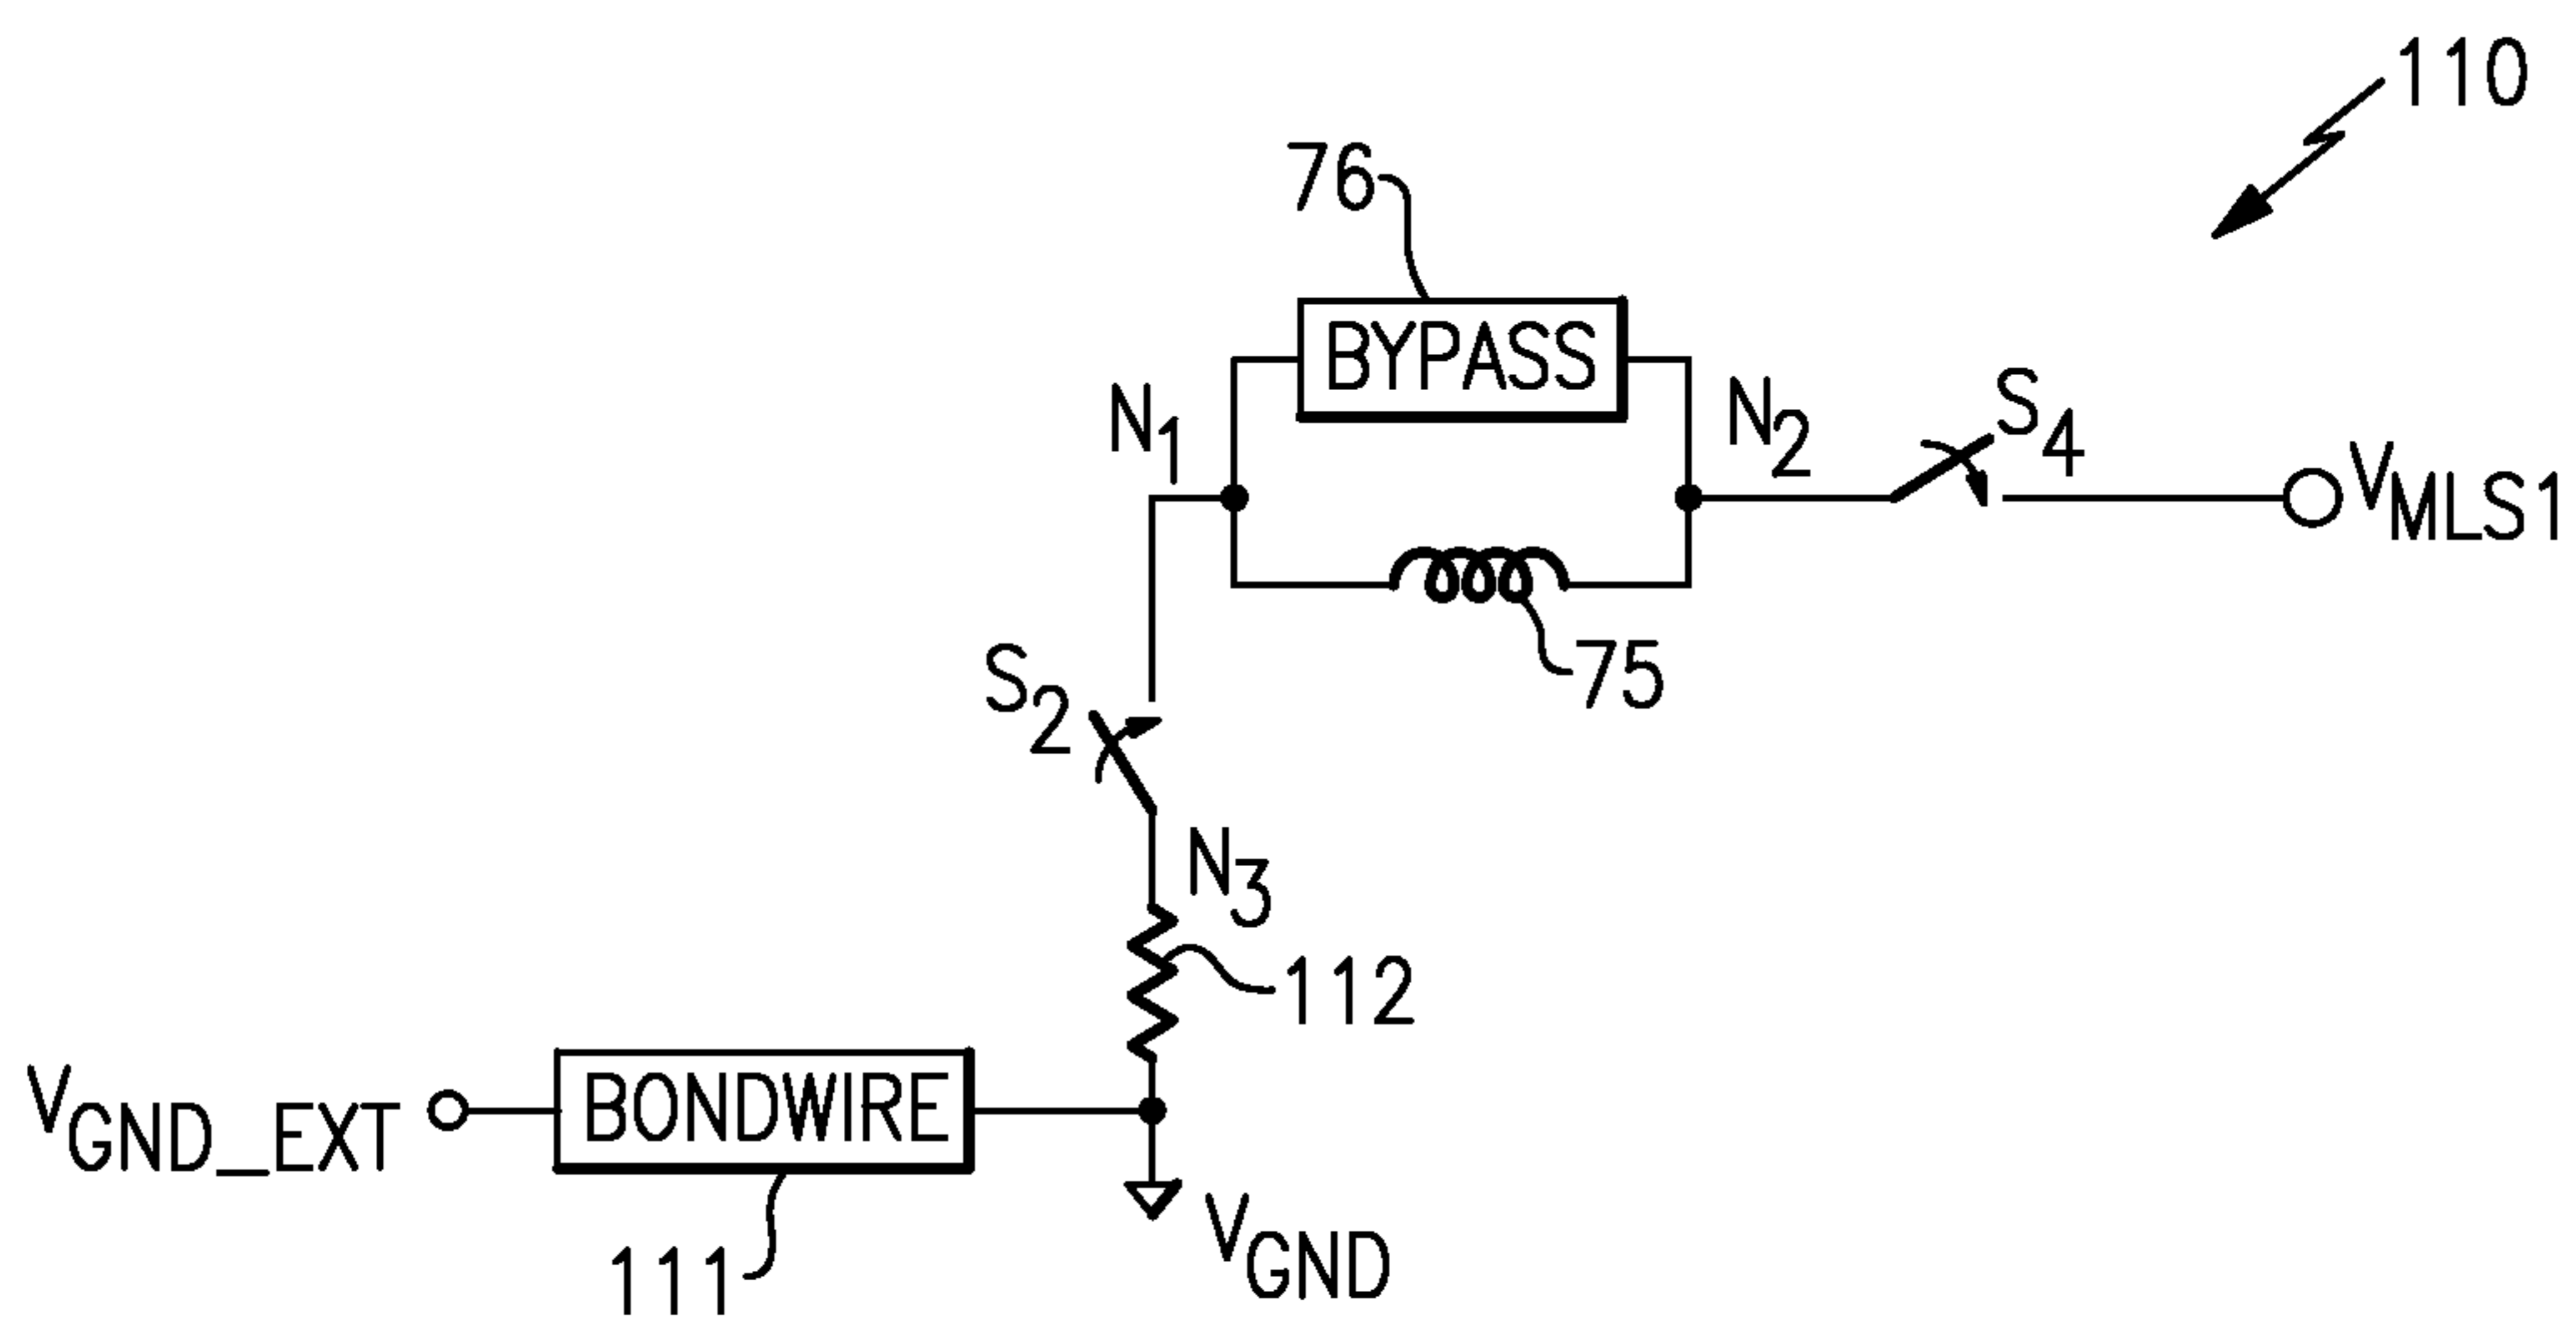 110
76
BYPASS
N1
N2
S4
VMLS1
75
S2
N3
112
VGND_EXT
BONDWIRE
111
VGND